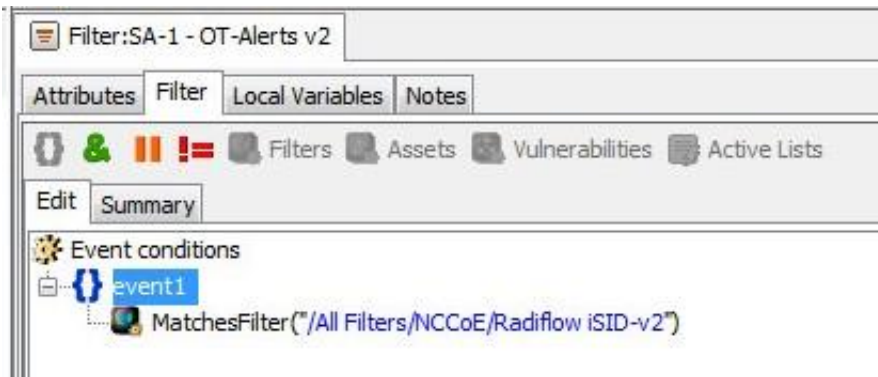 Filter:SA-1 - OT-Alerts v2
Attributes Filter Local Variables Notes
{} & || != Filters Assets Vulnerabilities Active Lists
Edit Summary
Event conditions
{} event1
MatchesFilter("/All Filters/NCCoE/Radiflow iSID-v2")